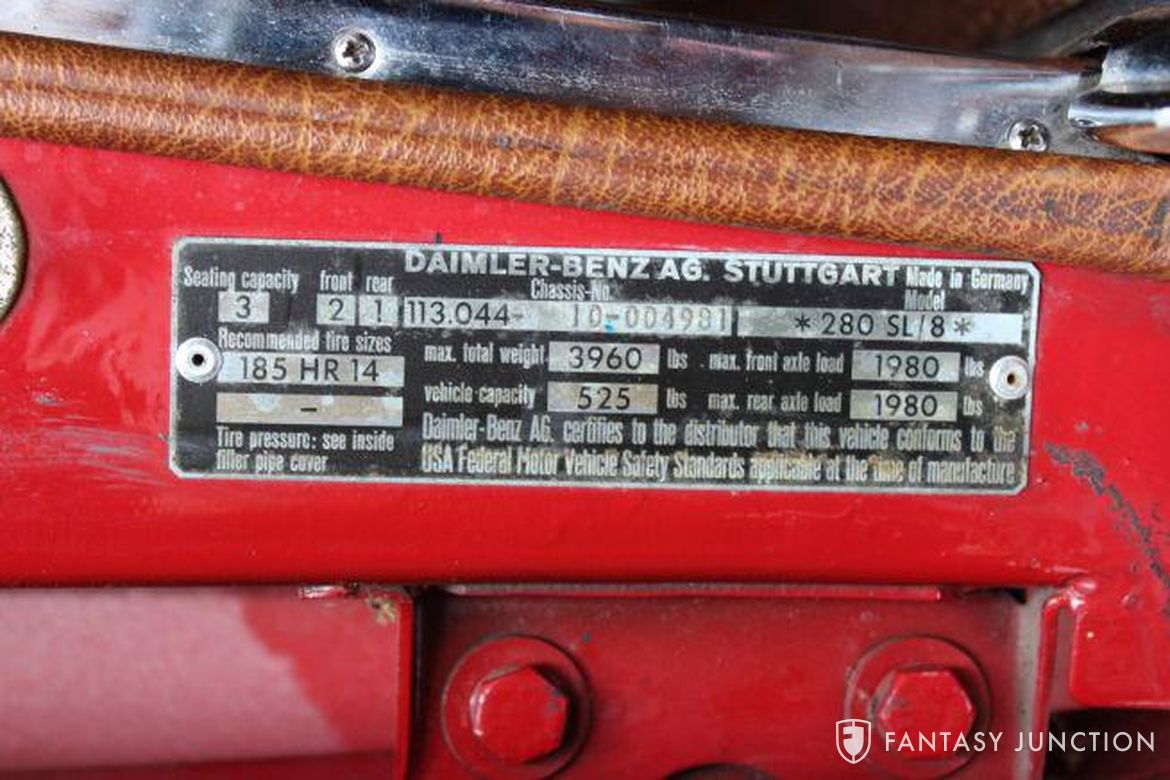 DAIMLER-BENZ AG. STUTTGART Made in Germany
Seating capacity front rear Chassis-No. Model
3 2 1 113.044- 10-004981 * 280 SL/8 *
Recommended tire sizes
185 HR 14
–
Tire pressure: see inside
filler pipe cover
max. total weight 3960 lbs max. front axle load 1980 lbs
vehicle capacity 525 lbs max. rear axle load 1980 lbs
Daimler-Benz AG. certifies to the distributor that this vehicle conforms to the
USA Federal Motor Vehicle Safety Standards applicable at the time of manufacture
FANTASY JUNCTION